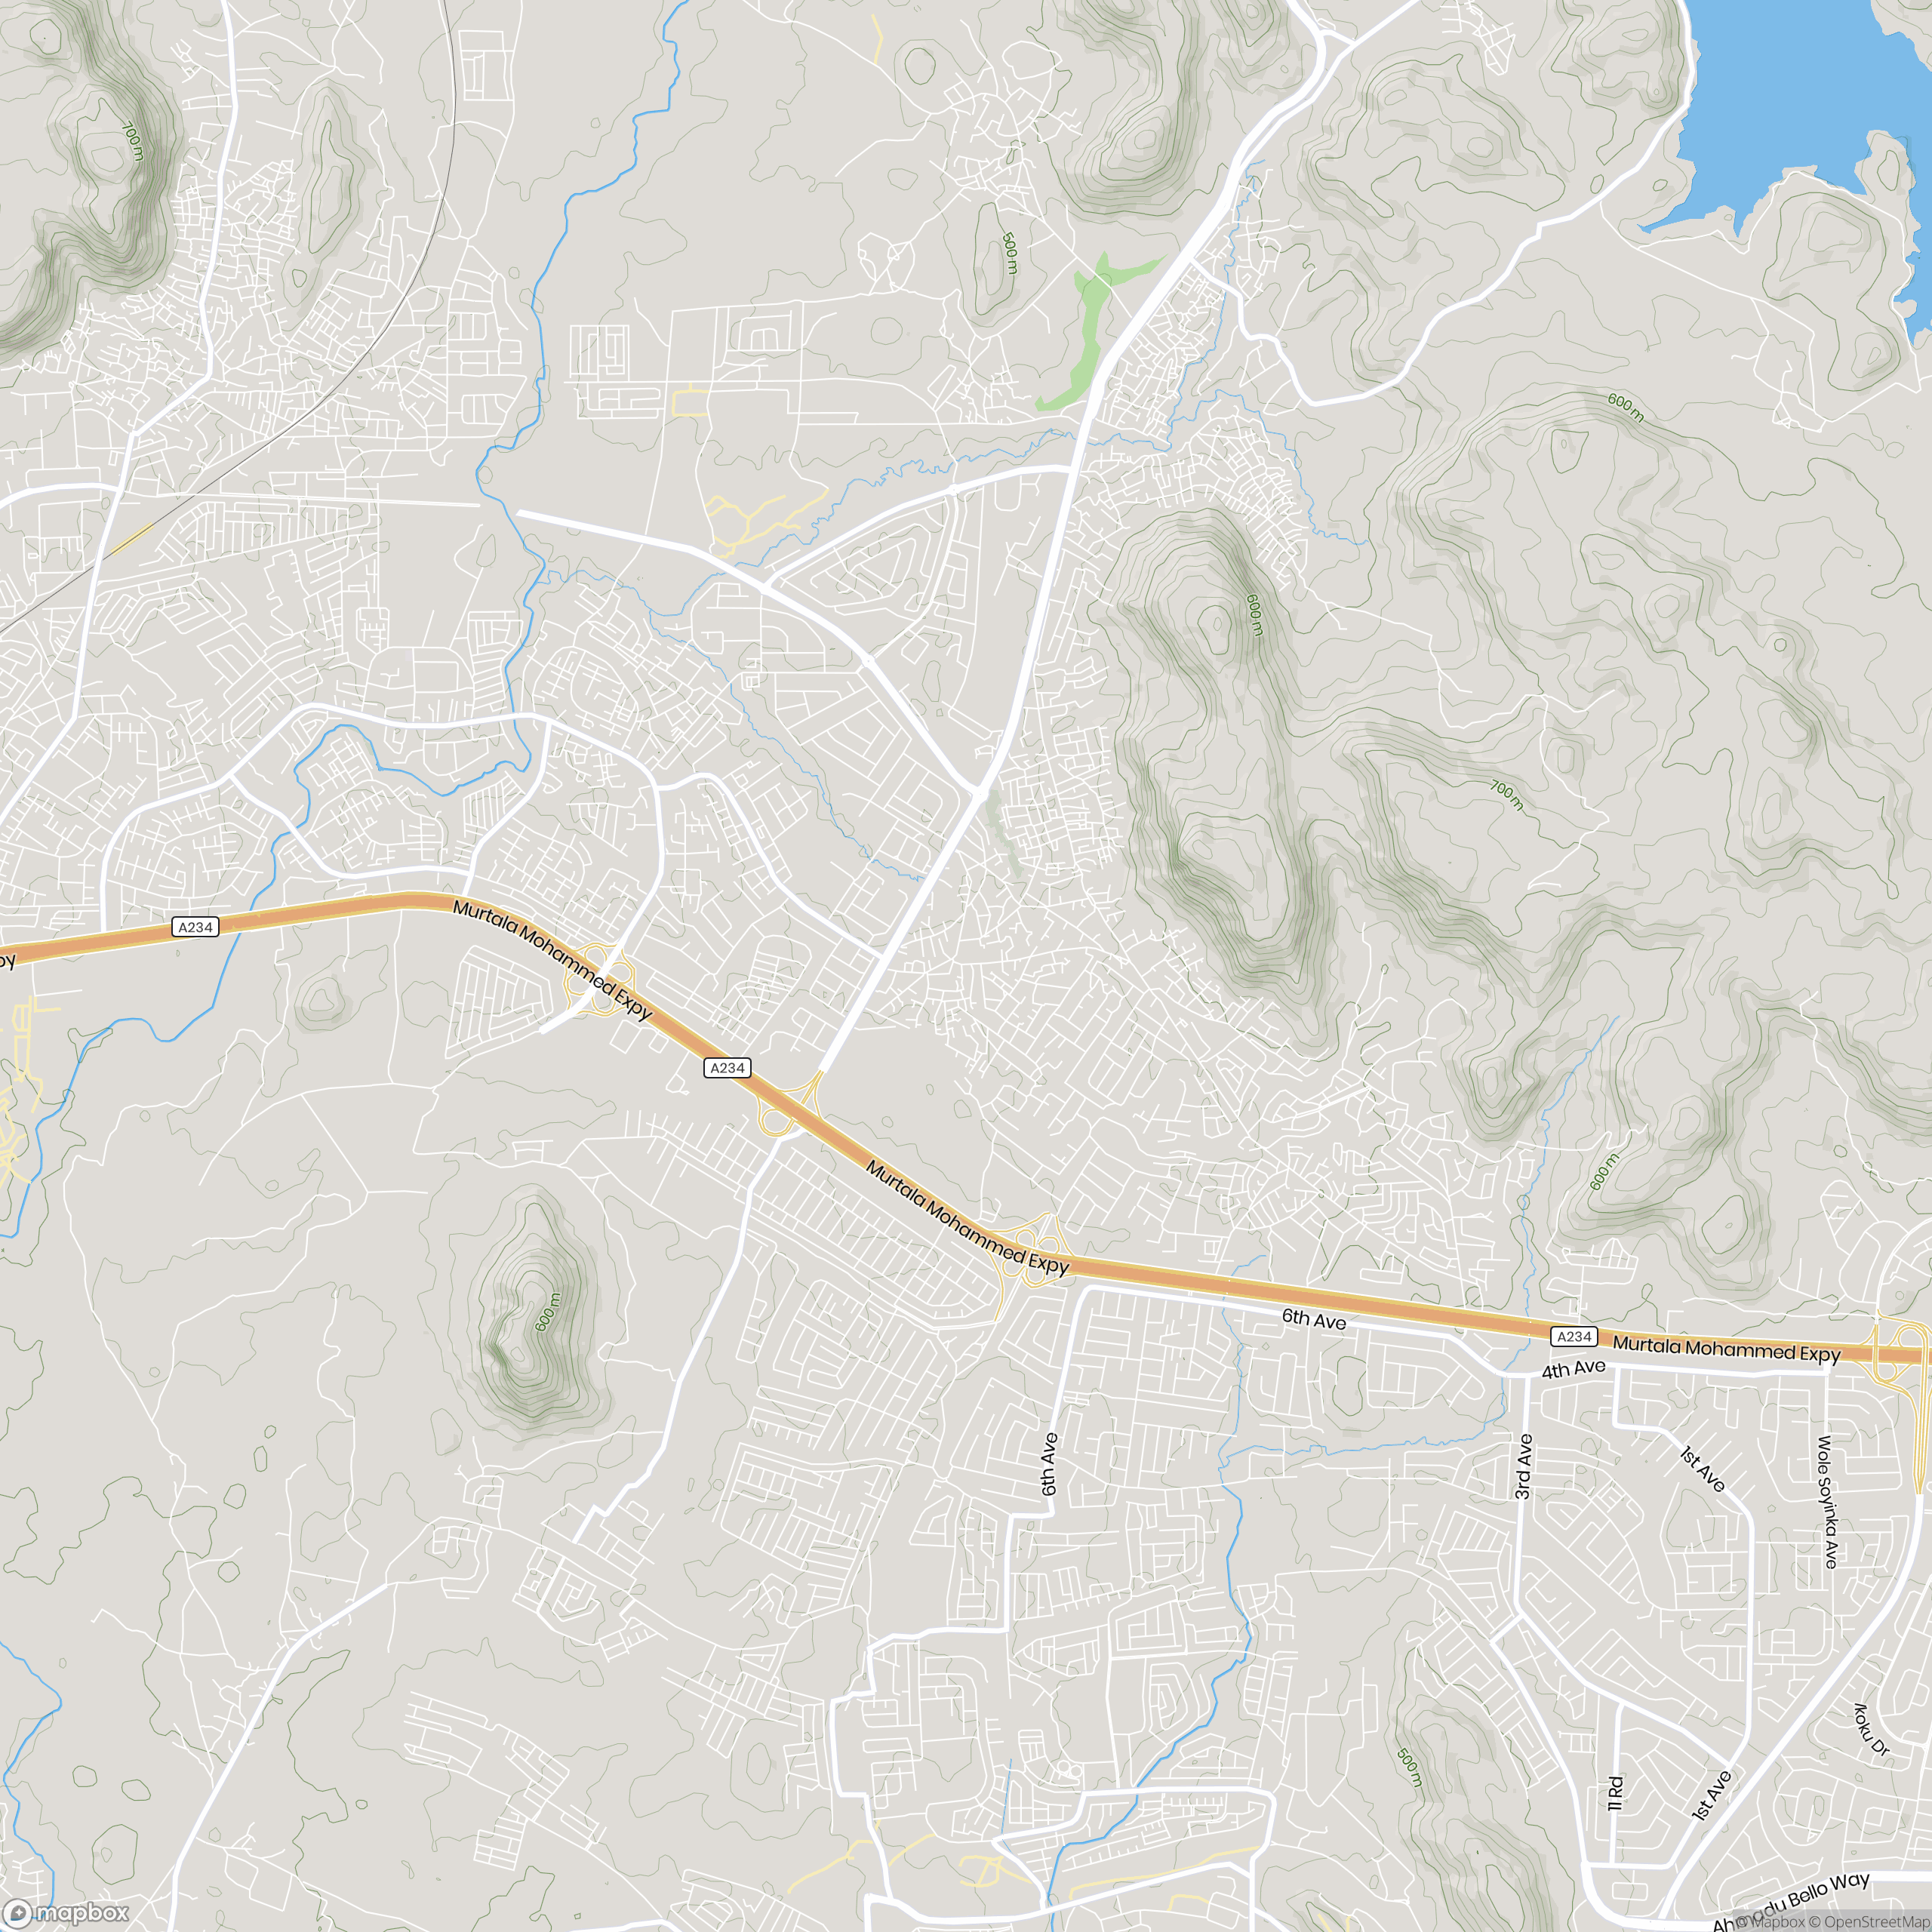 700 m
500 m
600 m
600 m
700 m
A234
Murtala Mohammed Expy
py
A234
Murtala Mohammed Expy
600 m
600 m
6th Ave
A234
Murtala Mohammed Expy
4th Ave
6th Ave
3rd Ave
1st Ave
Wole Soyinka Ave
Ikoku Dr
500 m
11 Rd
1st Ave
Ahmadu Bello Way
mapbox
© Mapbox © OpenStreetMap